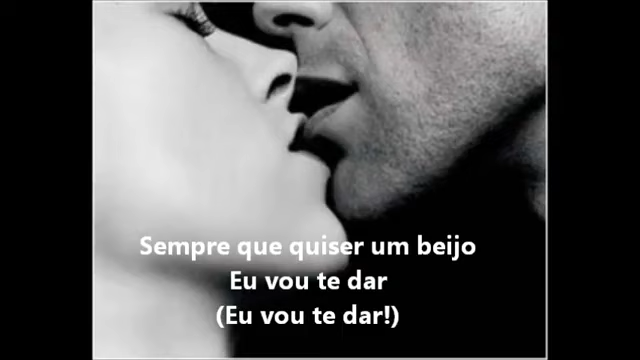 Sempre que quiser um beijo
Eu vou te dar
(Eu vou te dar!)